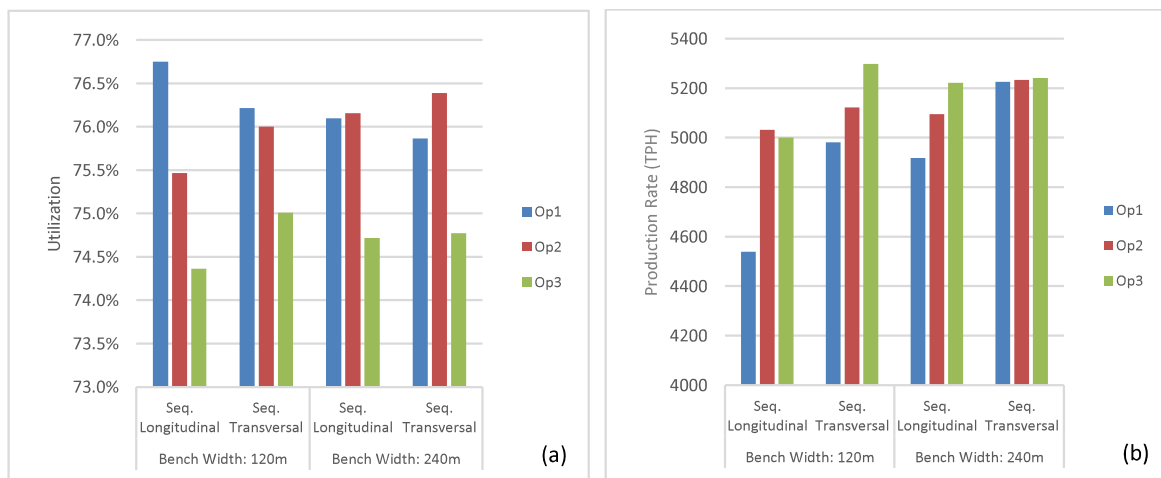 77.0%
76.5%
76.0%
75.5%
75.0%
74.5%
74.0%
73.5%
73.0%
Utilization
Seq. Seq. Seq. Seq.
Longitudinal Transversal Longitudinal Transversal
Bench Width: 120m Bench Width: 240m
Op1
Op2
Op3
(a)
5400
5200
5000
4800
4600
4400
4200
4000
Production Rate (TPH)
Seq. Seq. Seq. Seq.
Longitudinal Transversal Longitudinal Transversal
Bench Width: 120m Bench Width: 240m
Op1
Op2
Op3
(b)